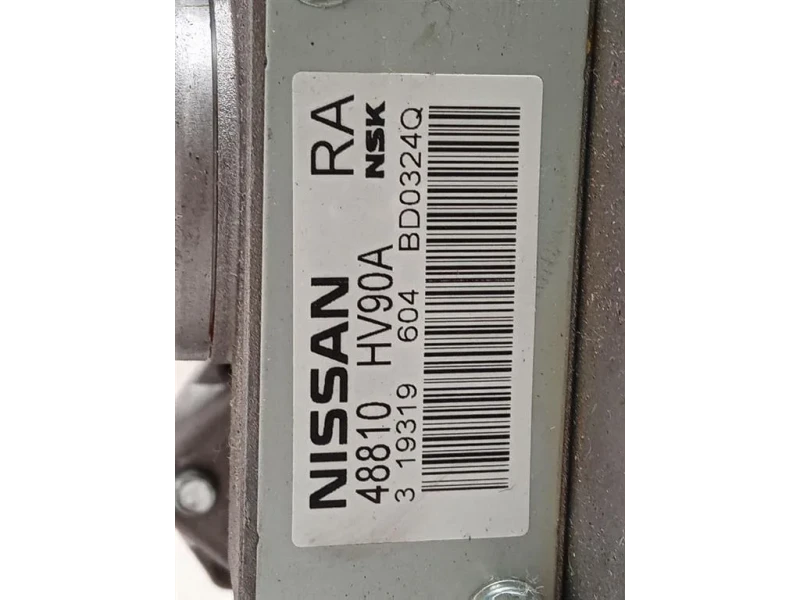 NISSAN RA
48810 HV90A NSK
3 19319 604 BD0324Q